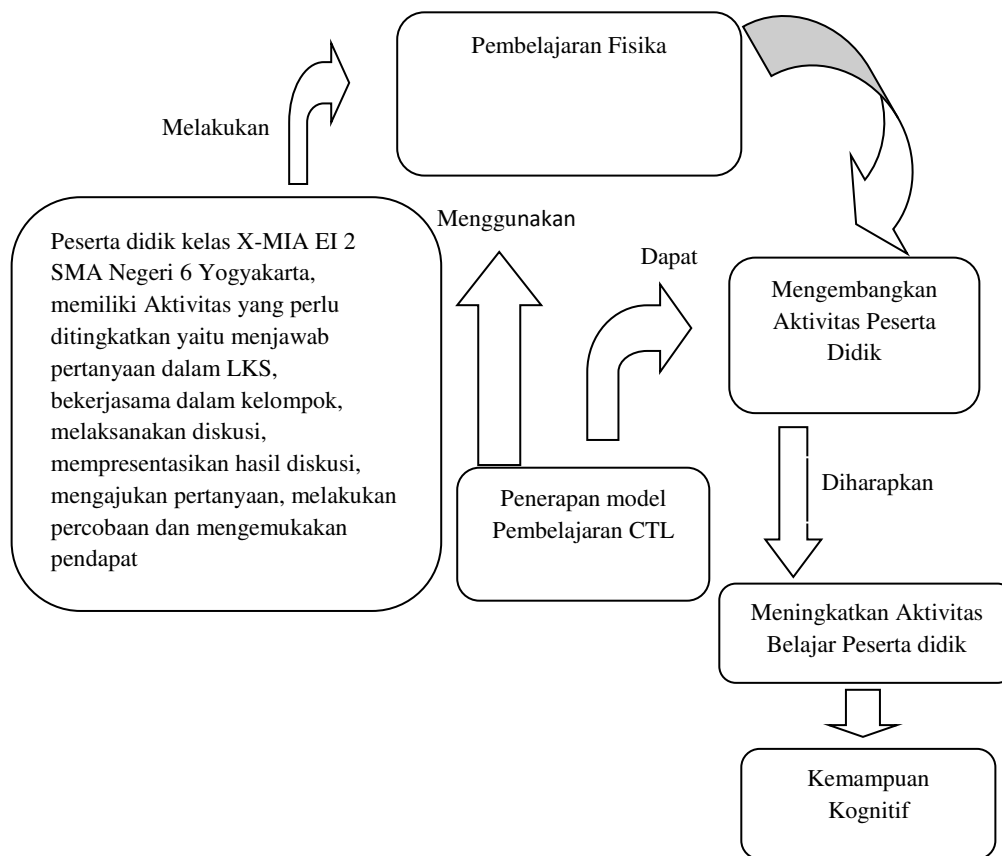 Pembelajaran Fisika
Melakukan
Peserta didik kelas X-MIA EI 2
SMA Negeri 6 Yogyakarta,
memiliki Aktivitas yang perlu
ditingkatkan yaitu menjawab
pertanyaan dalam LKS,
bekerjasama dalam kelompok,
melaksanakan diskusi,
mempresentasikan hasil diskusi,
mengajukan pertanyaan, melakukan
percobaan dan mengemukakan
pendapat
Menggunakan
Dapat
Mengembangkan
Aktivitas Peserta
Didik
Penerapan model
Pembelajaran CTL
Diharapkan
Meningkatkan Aktivitas
Belajar Peserta didik
Kemampuan
Kognitif